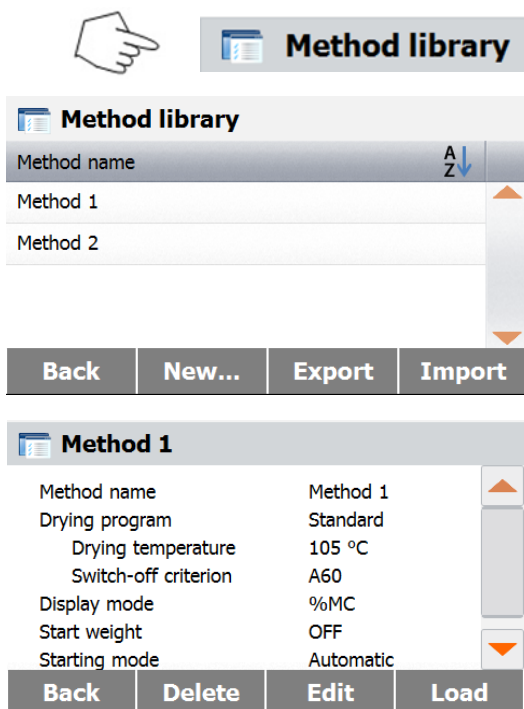 Method library
Method library
Method name AZ
Method 1
Method 2
Back New... Export Import
Method 1
Method name Method 1
Drying program Standard
Drying temperature 105 ºC
Switch-off criterion A60
Display mode %MC
Start weight OFF
Starting mode Automatic
Back Delete Edit Load